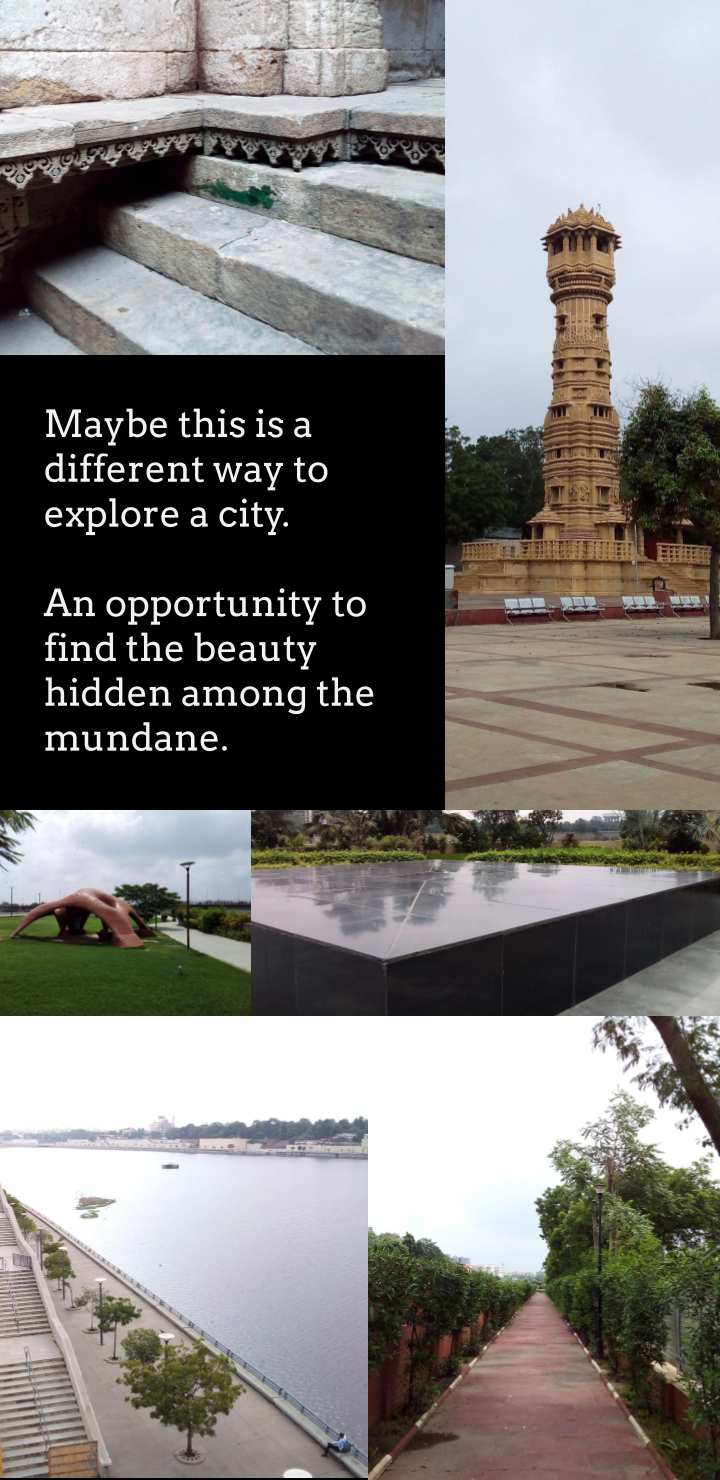 Maybe this is a
different way to
explore a city.
An opportunity to
find the beauty
hidden among the
mundane.